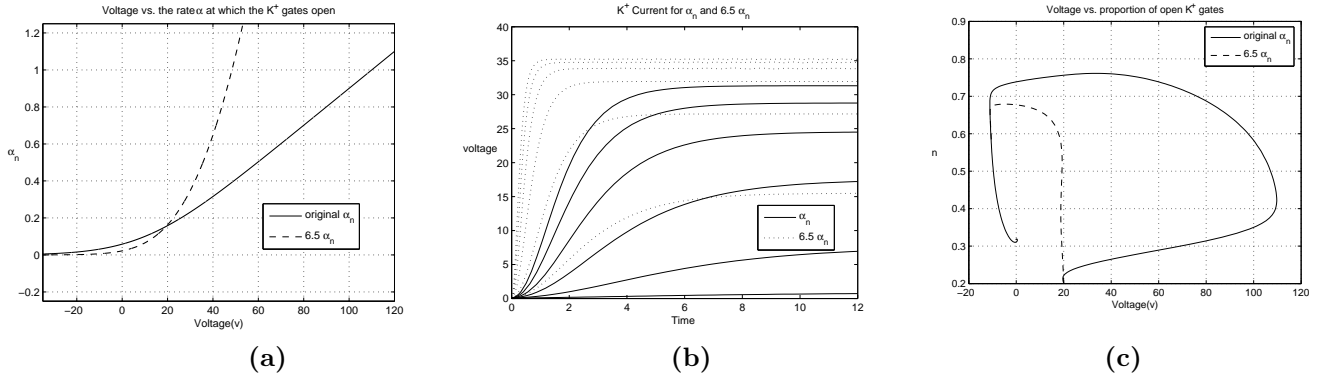 Voltage vs. the rate α at which the K+ gates open
1.2
1
0.8
0.6
αn
0.4
0.2
0
−0.2
original αn
6.5 αn
−20 0 20 40 60 80 100 120
Voltage(v)
(a)
K+ Current for αn and 6.5 αn
40
35
30
25
voltage
20
15
10
5
0
αn
6.5 αn
0 2 4 6 8 10 12
Time
(b)
Voltage vs. proportion of open K+ gates
0.9
0.8
0.7
0.6
n
0.5
0.4
0.3
0.2
original αn
6.5 αn
−20 0 20 40 60 80 100 120
Voltage(v)
(c)